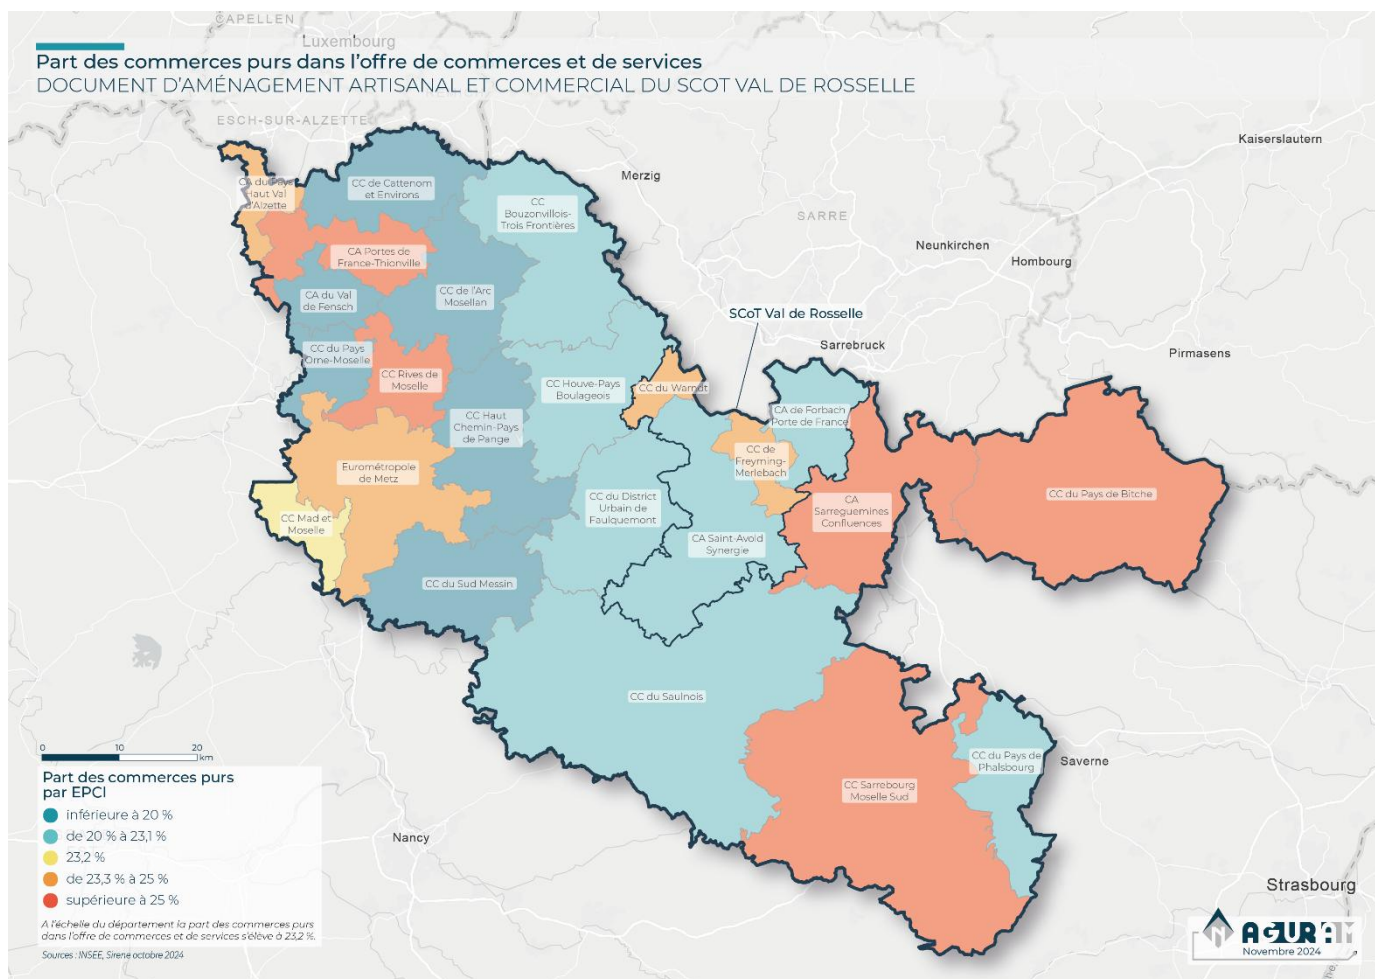 CAPELLEN
Luxembourg
Part des commerces purs dans l'offre de commerces et de services
DOCUMENT D'AMÉNAGEMENT ARTISANAL ET COMMERCIAL DU SCOT VAL DE ROSSELLE
ESCH-SUR-ALZETTE
Kaiserslautern
Merzig
CA du Pays
Haut Val
d'Alzette
CC de Cattenom
et Environs
CC
Bouzonvillois-
Trois Frontières
SARRE
Neunkirchen
Hombourg
CA Portes de
France-Thionville
CA du Val
de Fensch
CC de l'Arc
Mosellan
SCoT Val de Rosselle
Sarrebruck
Pirmasens
CC du Pays
Orne-Moselle
CC Rives de
Moselle
CC Houve-Pays
Boulageois
CC du Warndt
CC Haut
Chemin-Pays
de Pange
CA de Forbach
Porte de France
CC de
Freyming-
Merlebach
Eurométropole
de Metz
CC du District
Urbain de
Faulquemont
CA
Sarreguemines
Confluences
CC du Pays de Bitche
CC Mad et
Moselle
CA Saint-Avold
Synergie
CC du Sud Messin
CC du Saulnois
CC du Pays de
Phalsbourg
Saverne
CC Sarrebourg
Moselle Sud
Nancy
Strasbourg
0 10 20
km
Part des commerces purs
par EPCI
inférieure à 20 %
de 20 % à 23,1 %
23,2 %
de 23,3 % à 25 %
supérieure à 25 %
A l'échelle du département la part des commerces purs
dans l'offre de commerces et de services s'élève à 23,2 %.
Sources : INSEE, Sirene octobre 2024
N
AGURAM
Novembre 2024